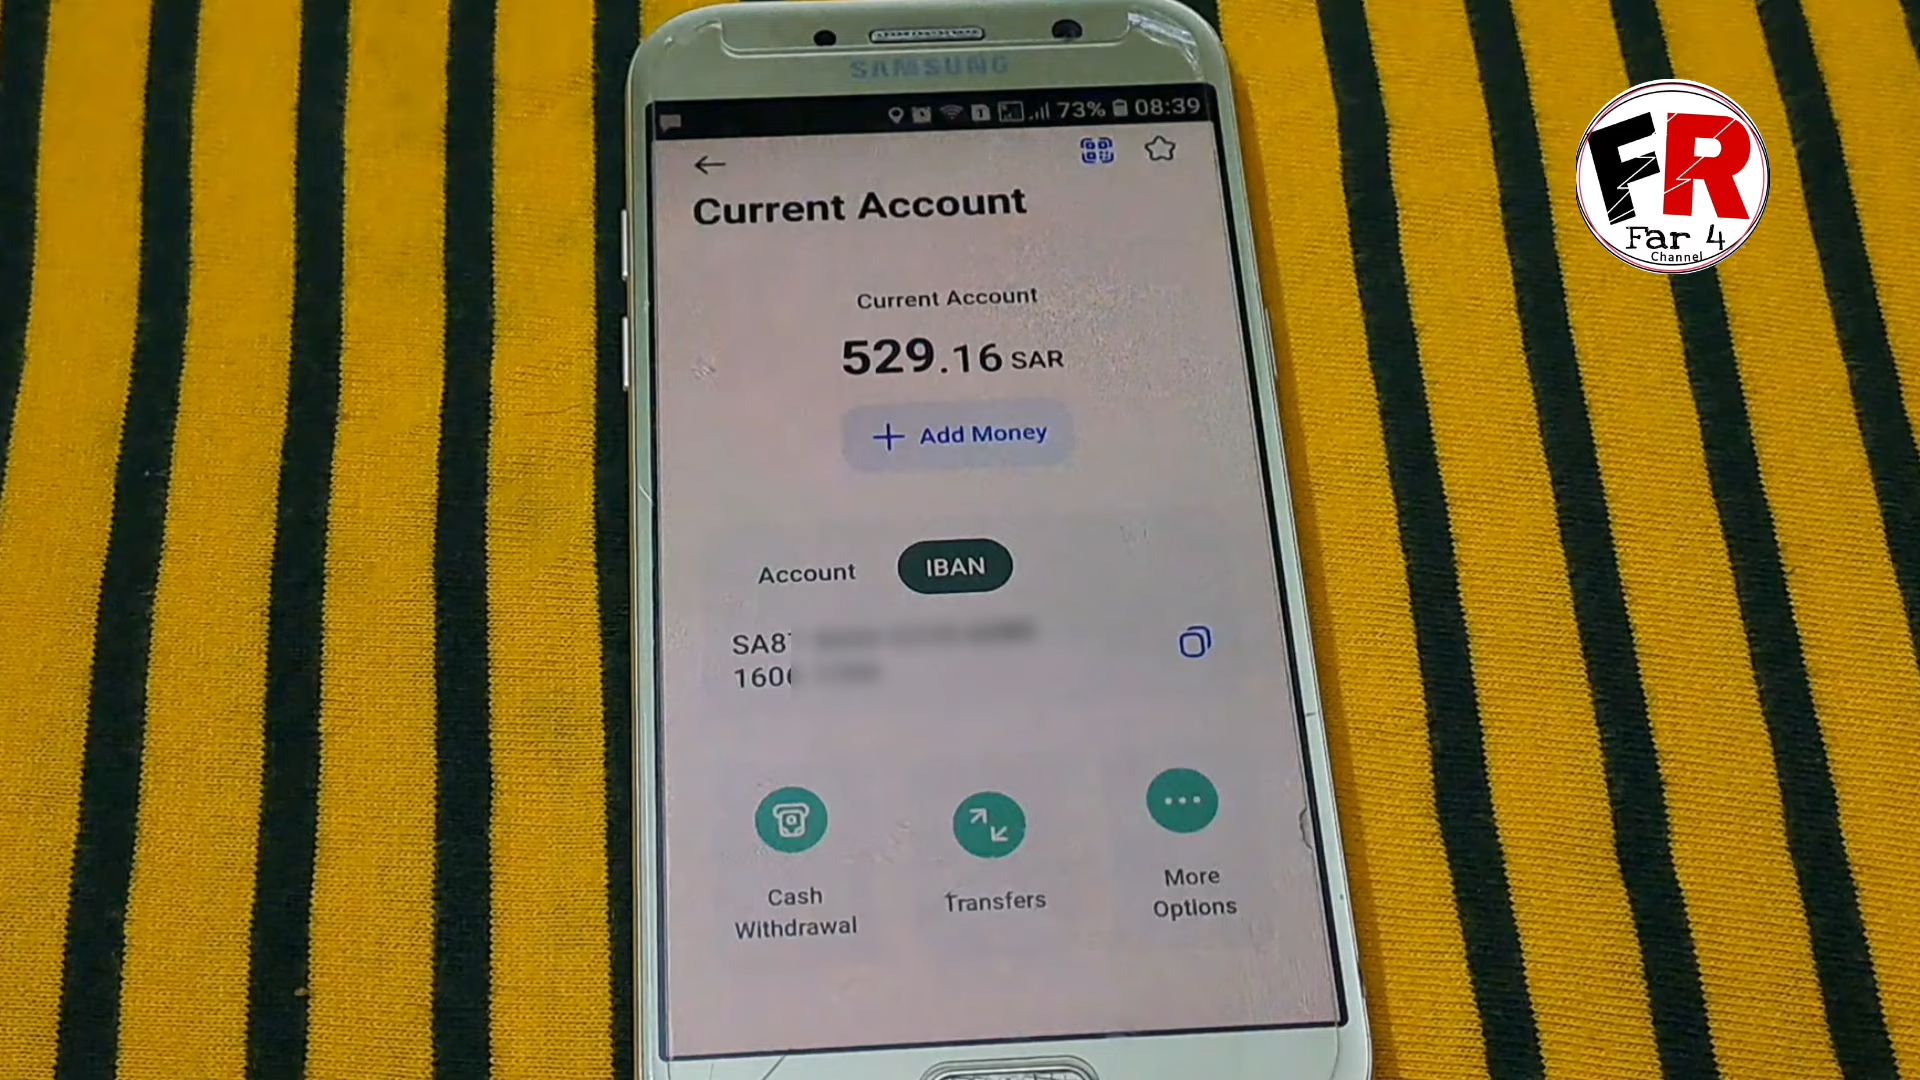 SAMSUNG
73% 08:39
Current Account
Current Account
529.16 SAR
+ Add Money
Account
IBAN
SA8
160
Cash
Withdrawal
Transfers
More
Options
FR
Far 4
Channel